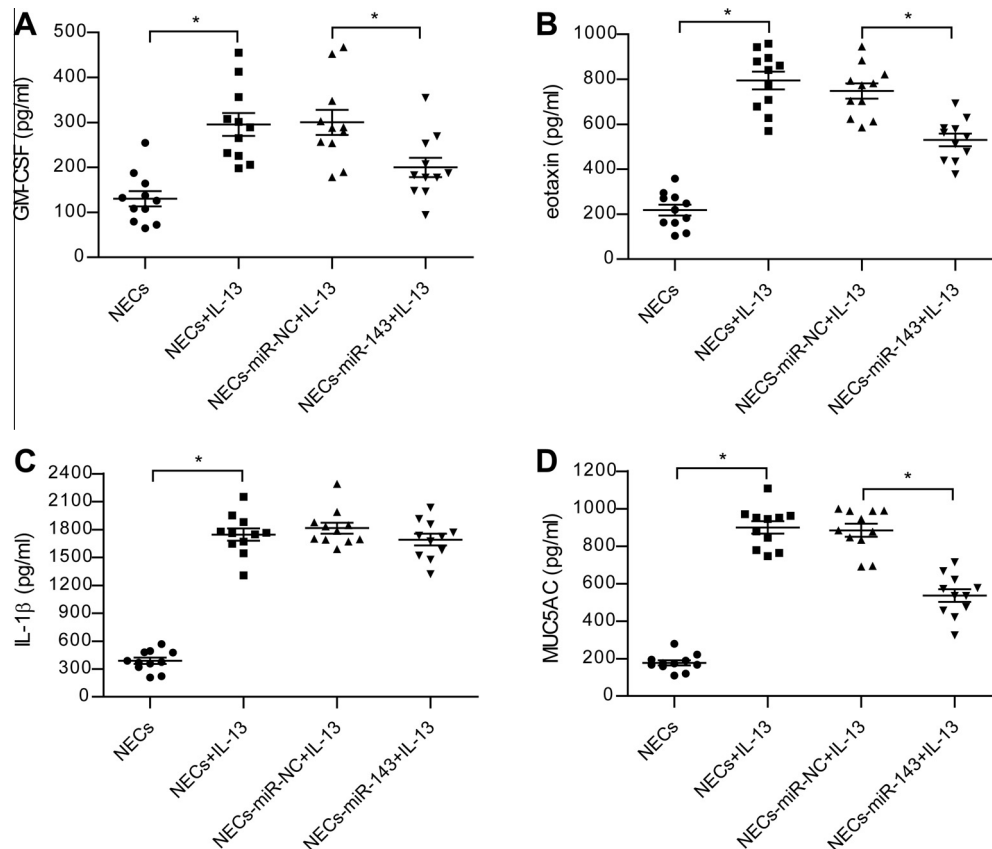 A
*
*
GM-CSF (pg/ml)
500
400
300
200
100
0
NECs
NECs+IL-13
NECs-miR-NC+IL-13
NECs-miR-143+IL-13
B
*
*
eotaxin (pg/ml)
1000
800
600
400
200
0
NECs
NECs+IL-13
NECS-miR-NC+IL-13
NECs-miR-143+IL-13
C
*
IL-1β (pg/ml)
2400
2100
1800
1500
1200
900
600
300
0
NECs
NECs+IL-13
NECs-miR-NC+IL-13
NECs-miR-143+IL-13
D
*
*
MUC5AC (pg/ml)
1200
1000
800
600
400
200
0
NECs
NECs+IL-13
NECs-miR-NC+IL-13
NECs-miR-143+IL-13